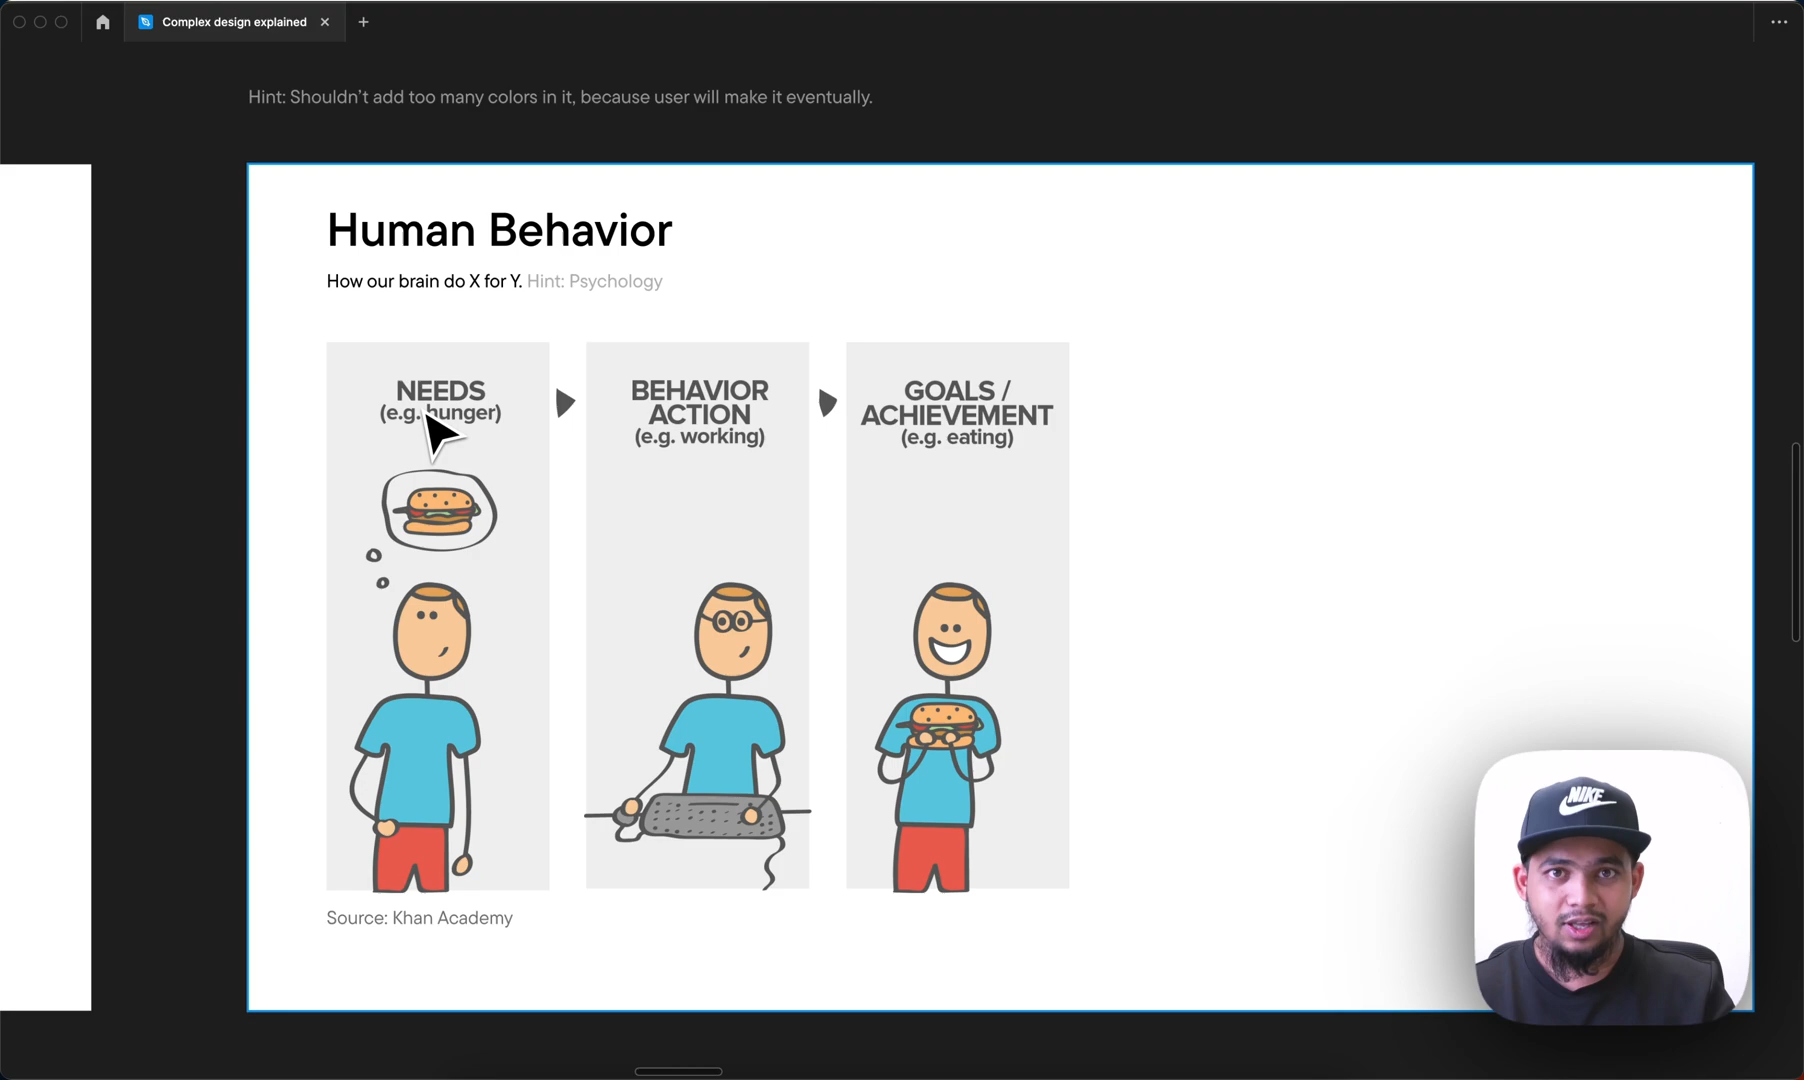 Complex design explained
Hint: Shouldn't add too many colors in it, because user will make it eventually.
Human Behavior
How our brain do X for Y. Hint: Psychology
NEEDS
(e.g. hunger)
BEHAVIOR
ACTION
(e.g. working)
GOALS /
ACHIEVEMENT
(e.g. eating)
Source: Khan Academy
NIKE